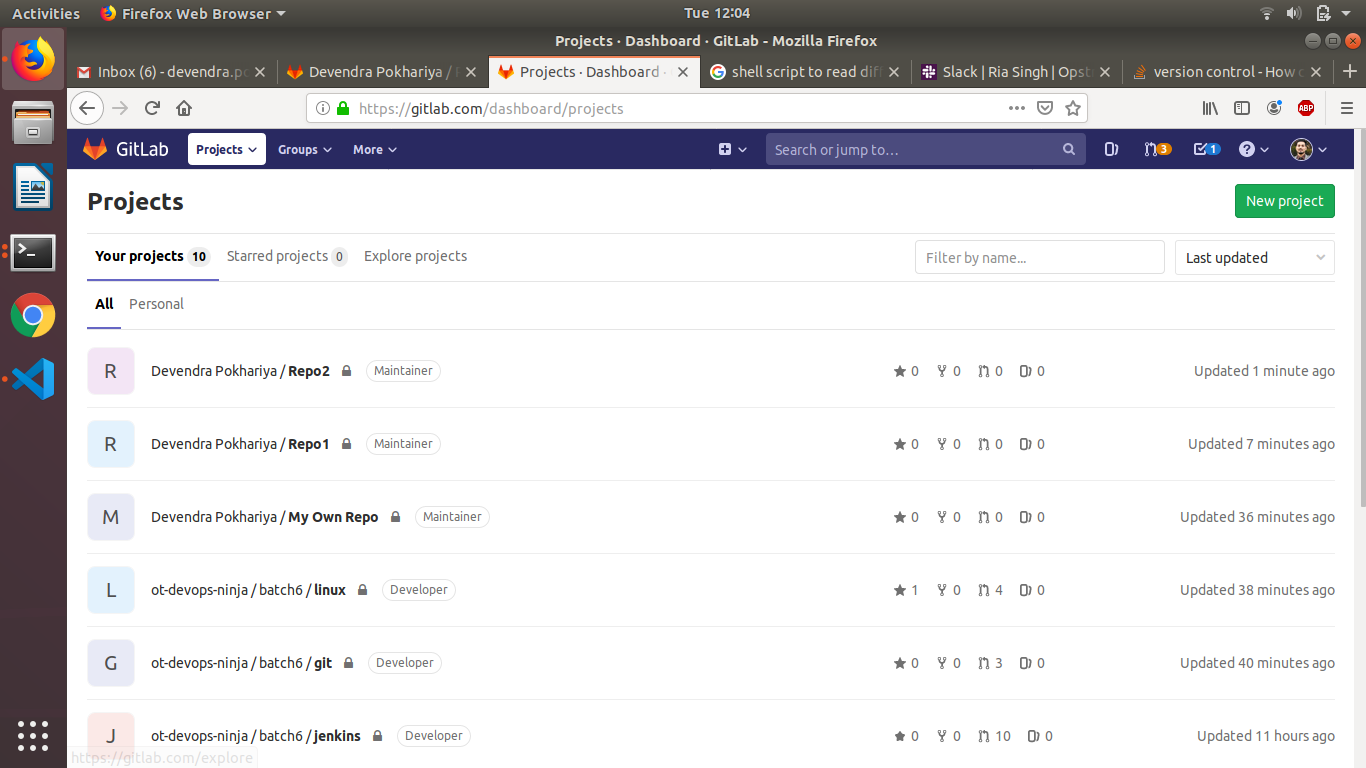 Activities Firefox Web Browser Tue 12:04
Projects · Dashboard · GitLab - Mozilla Firefox
Inbox (6) - devendra.po Devendra Pokhariya / Projects · Dashboard · shell script to read diff Slack | Ria Singh | Opst version control - How
https://gitlab.com/dashboard/projects ABP
GitLab Projects Groups More Search or jump to... 3 1
Projects New project
Your projects 10 Starred projects 0 Explore projects Filter by name... Last updated
All Personal
R Devendra Pokhariya / Repo2 Maintainer 0 0 0 0 Updated 1 minute ago
R Devendra Pokhariya / Repo1 Maintainer 0 0 0 0 Updated 7 minutes ago
M Devendra Pokhariya / My Own Repo Maintainer 0 0 0 0 Updated 36 minutes ago
L ot-devops-ninja / batch6 / linux Developer 1 0 4 0 Updated 38 minutes ago
G ot-devops-ninja / batch6 / git Developer 0 0 3 0 Updated 40 minutes ago
J ot-devops-ninja / batch6 / jenkins Developer 0 0 10 0 Updated 11 hours ago
https://gitlab.com/explore